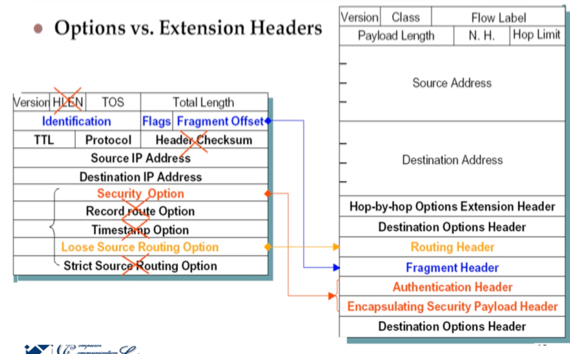 Options vs. Extension Headers
Version HLEN TOS Total Length
Identification Flags Fragment Offset
TTL Protocol Header Checksum
Source IP Address
Destination IP Address
Security Option
Record route Option
Timestamp Option
Loose Source Routing Option
Strict Source Routing Option
Version Class Flow Label
Payload Length N. H. Hop Limit
Source Address
Destination Address
Hop-by-hop Options Extension Header
Destination Options Header
Routing Header
Fragment Header
Authentication Header
Encapsulating Security Payload Header
Destination Options Header